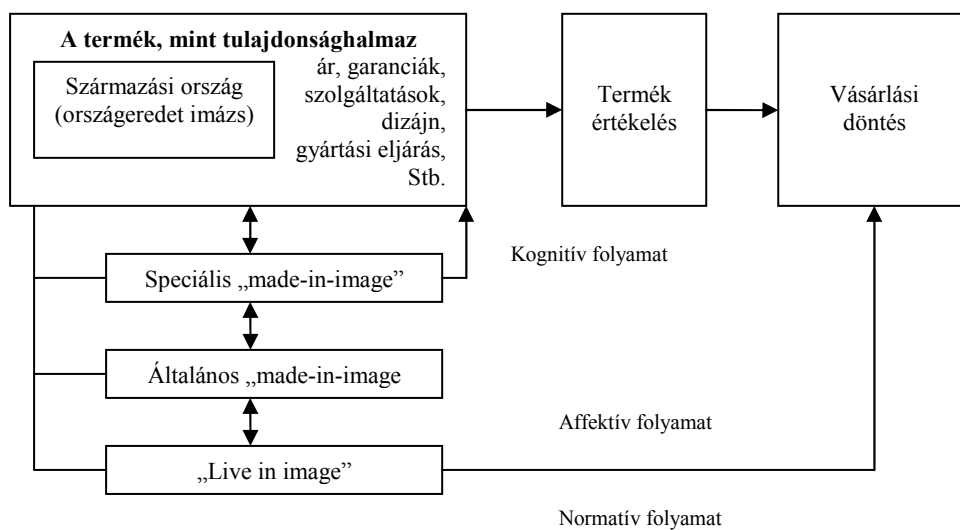 A termék, mint tulajdonsághalmaz
Származási ország
(országeredet imázs)
ár, garanciák,
szolgáltatások,
dizájn,
gyártási eljárás,
Stb.
Termék
értékelés
Vásárlási
döntés
Kognitív folyamat
Speciális „made-in-image”
Általános „made-in-image
Affektív folyamat
„Live in image”
Normatív folyamat